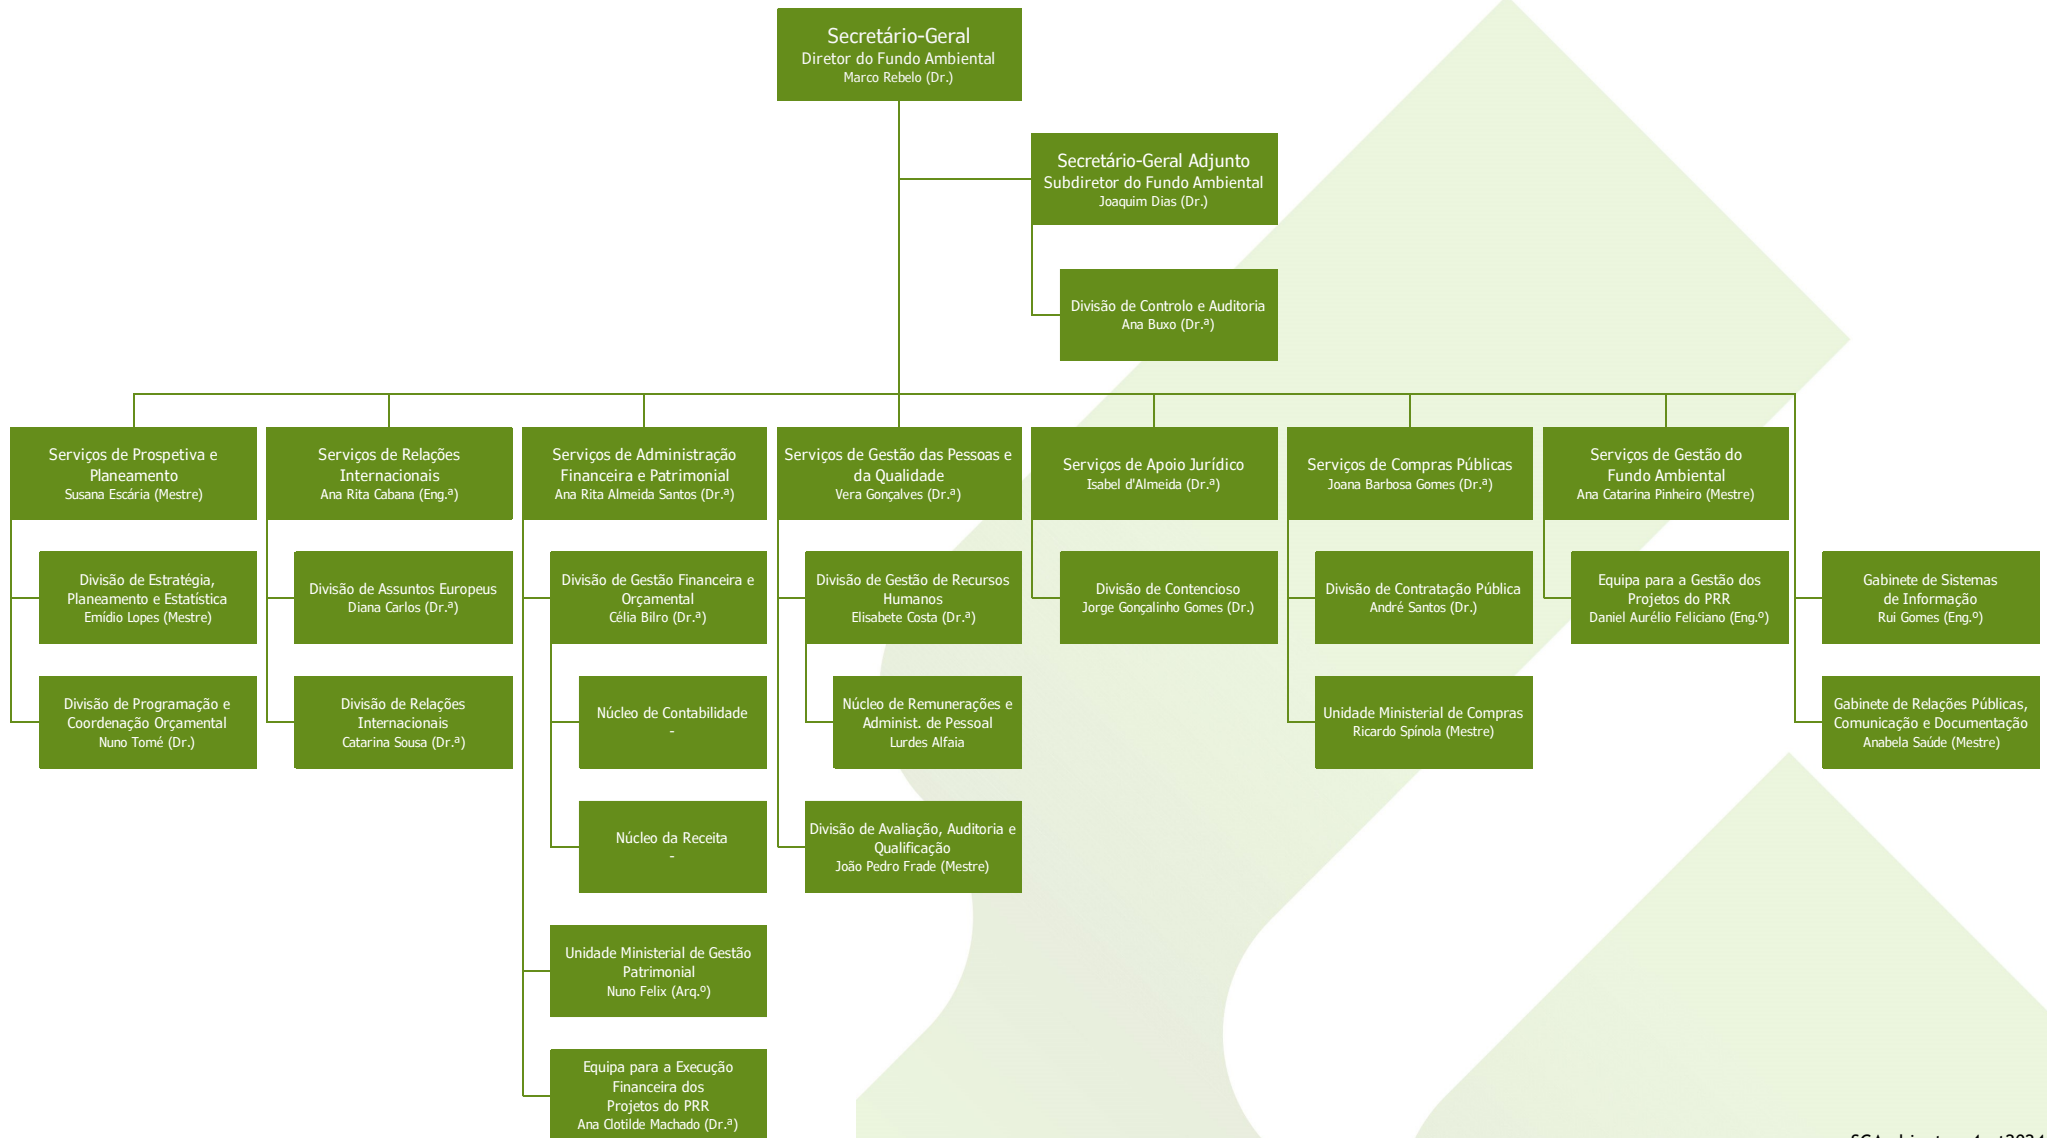 Secretário-Geral
Diretor do Fundo Ambiental
Marco Rebelo (Dr.)
Secretário-Geral Adjunto
Subdiretor do Fundo Ambiental
Joaquim Dias (Dr.)
Divisão de Controlo e Auditoria
Ana Buxo (Dr.ª)
Serviços de Prospetiva e
Planeamento
Susana Escária (Mestre)
Divisão de Estratégia,
Planeamento e Estatística
Emídio Lopes (Mestre)
Divisão de Programação e
Coordenação Orçamental
Nuno Tomé (Dr.)
Serviços de Relações
Internacionais
Ana Rita Cabana (Eng.ª)
Divisão de Assuntos Europeus
Diana Carlos (Dr.ª)
Divisão de Relações
Internacionais
Catarina Sousa (Dr.ª)
Serviços de Administração
Financeira e Patrimonial
Ana Rita Almeida Santos (Dr.ª)
Divisão de Gestão Financeira e
Orçamental
Célia Bilro (Dr.ª)
Núcleo de Contabilidade
-
Núcleo da Receita
-
Unidade Ministerial de Gestão
Patrimonial
Nuno Felix (Arq.º)
Equipa para a Execução
Financeira dos
Projetos do PRR
Ana Clotilde Machado (Dr.ª)
Serviços de Gestão das Pessoas e
da Qualidade
Vera Gonçalves (Dr.ª)
Divisão de Gestão de Recursos
Humanos
Elisabete Costa (Dr.ª)
Núcleo de Remunerações e
Administ. de Pessoal
Lurdes Alfaia
Divisão de Avaliação, Auditoria e
Qualificação
João Pedro Frade (Mestre)
Serviços de Apoio Jurídico
Isabel d'Almeida (Dr.ª)
Divisão de Contencioso
Jorge Gonçalinho Gomes (Dr.)
Serviços de Compras Públicas
Joana Barbosa Gomes (Dr.ª)
Divisão de Contratação Pública
André Santos (Dr.)
Unidade Ministerial de Compras
Ricardo Spínola (Mestre)
Serviços de Gestão do
Fundo Ambiental
Ana Catarina Pinheiro (Mestre)
Equipa para a Gestão dos
Projetos do PRR
Daniel Aurélio Feliciano (Eng.º)
Gabinete de Sistemas
de Informação
Rui Gomes (Eng.º)
Gabinete de Relações Públicas,
Comunicação e Documentação
Anabela Saúde (Mestre)